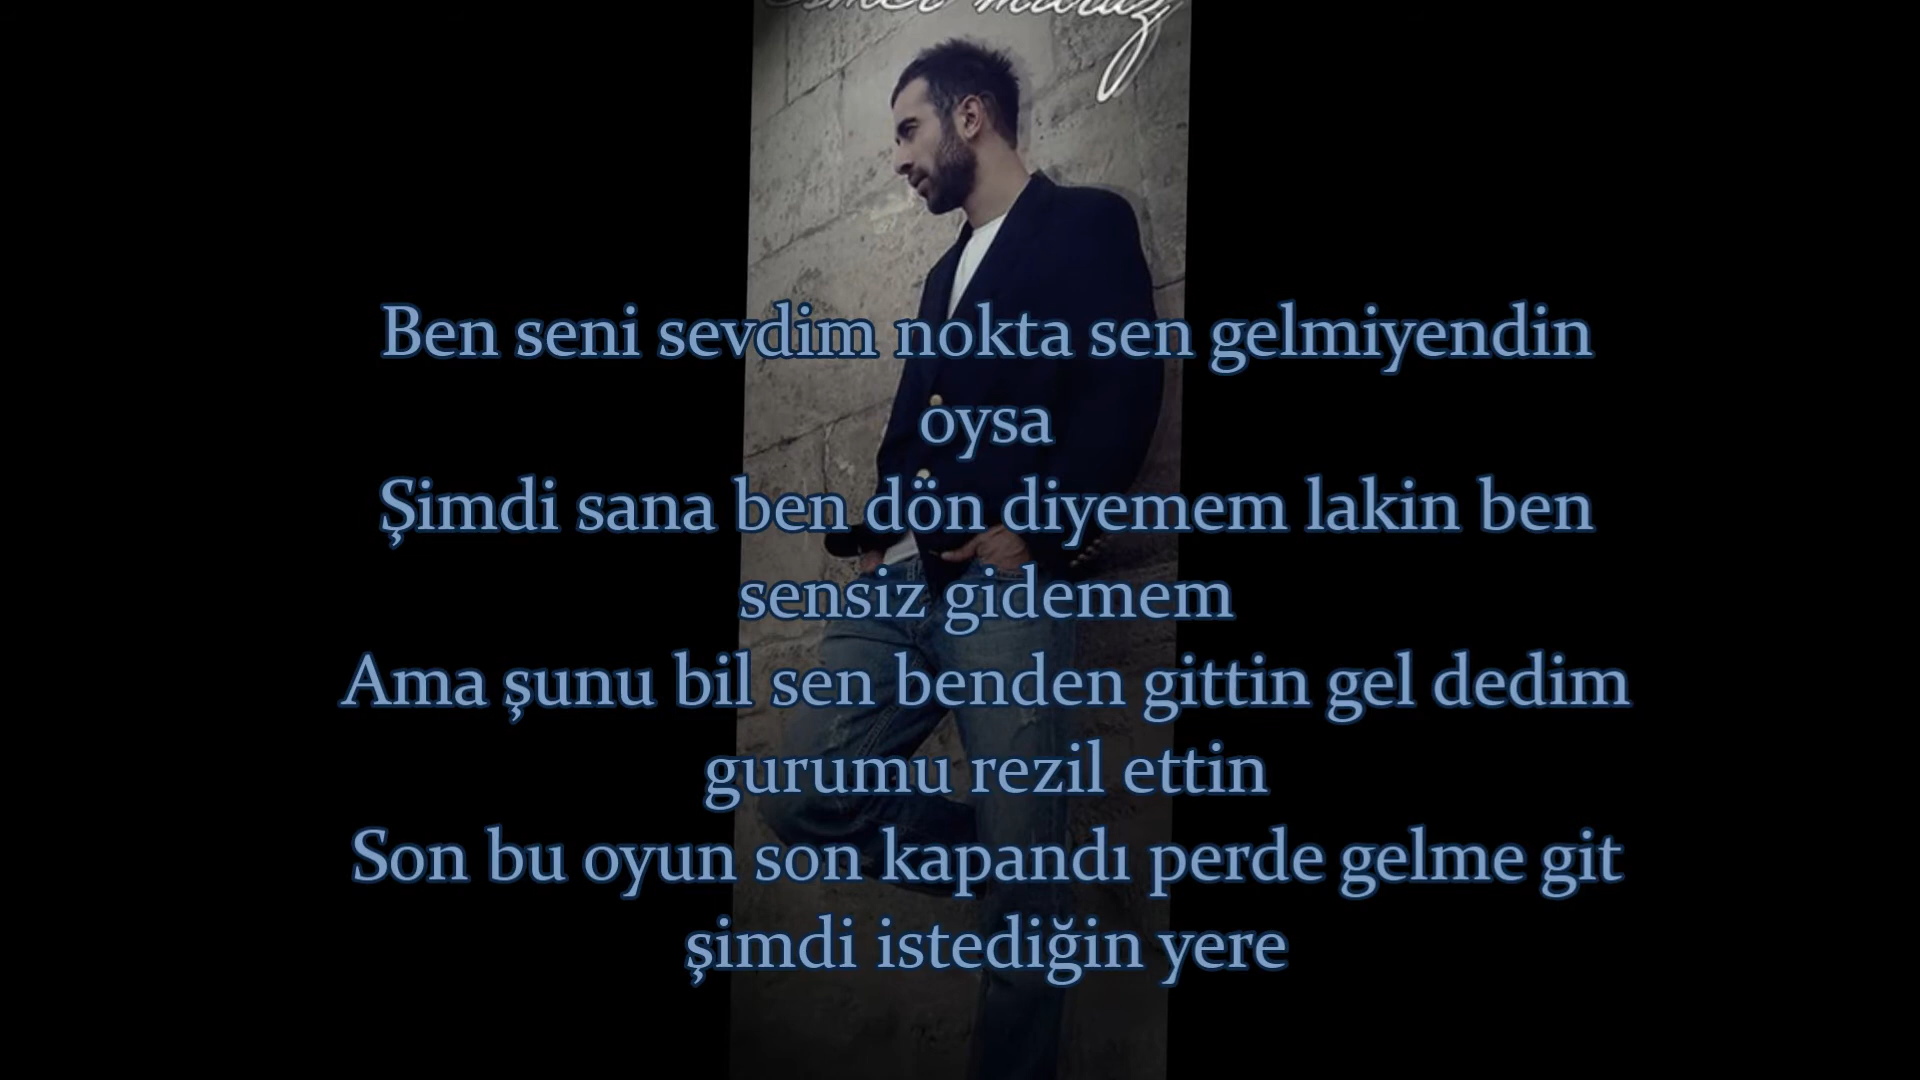 Ben seni sevdim nokta sen gelmiyendin
oysa
Şimdi sana ben dön diyemem lakin ben
sensiz gidemem
Ama şunu bil sen benden gittin gel dedim
gurumu rezil ettin
Son bu oyun son kapandı perde gelme git
şimdi istediğin yere